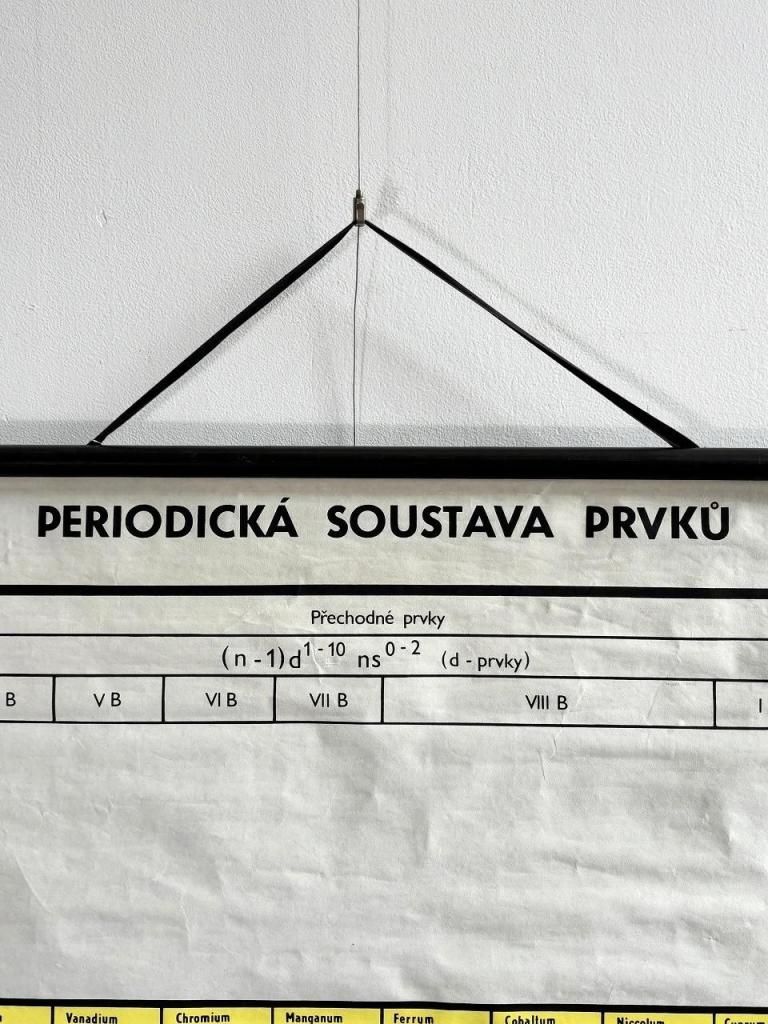 PERIODICKÁ SOUSTAVA PRVKŮ
Přechodné prvky
(n-1)d¹⁻¹⁰ ns⁰⁻² (d - prvky)
B V B VI B VII B VIII B I
Vanadium Chromium Manganum Ferrum Cobaltum Niccolum